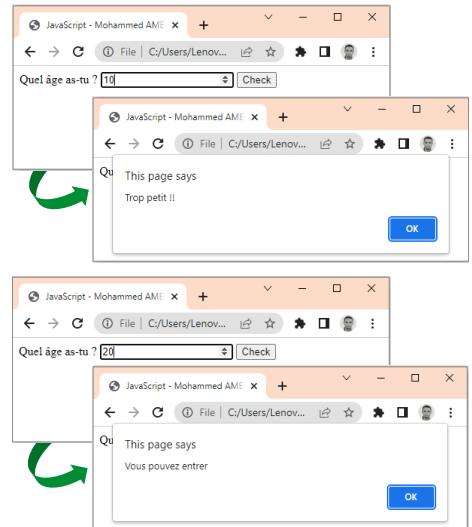 JavaScript - Mohammed AME
File C:/Users/Lenov...
Quel âge as-tu ? 10 Check
JavaScript - Mohammed AME
File C:/Users/Lenov...
Qu
This page says
Trop petit !!
OK
JavaScript - Mohammed AME
File C:/Users/Lenov...
Quel âge as-tu ? 20 Check
JavaScript - Mohammed AME
File C:/Users/Lenov...
Qu
This page says
Vous pouvez entrer
OK